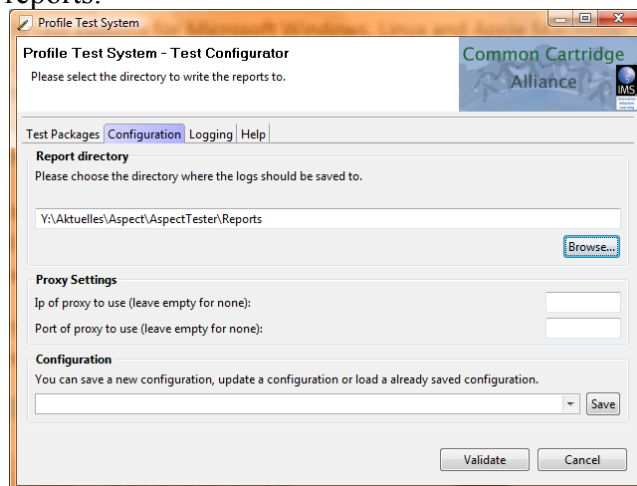 reports.
Profile Test System
Profile Test System - Test Configurator
Please select the directory to write the reports to.
Common Cartridge
Alliance
IMS
Test Packages Configuration Logging Help
Report directory
Please choose the directory where the logs should be saved to.
Y:\Aktuelles\Aspect\AspectTester\Reports
Browse...
Proxy Settings
Ip of proxy to use (leave empty for none):
Port of proxy to use (leave empty for none):
Configuration
You can save a new configuration, update a configuration or load a already saved configuration.
Save
Validate Cancel